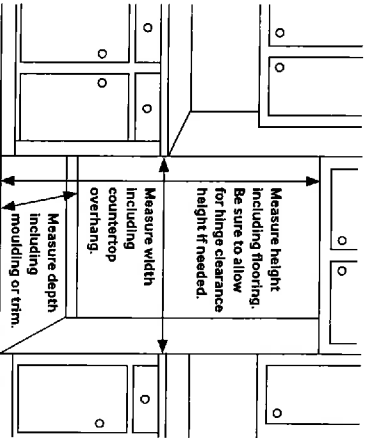 Measure height
including flooring.
Be sure to allow
for hinge clearance
height if needed.
Measure width
including
countertop
overhang.
Measure depth
including
moulding or trim.